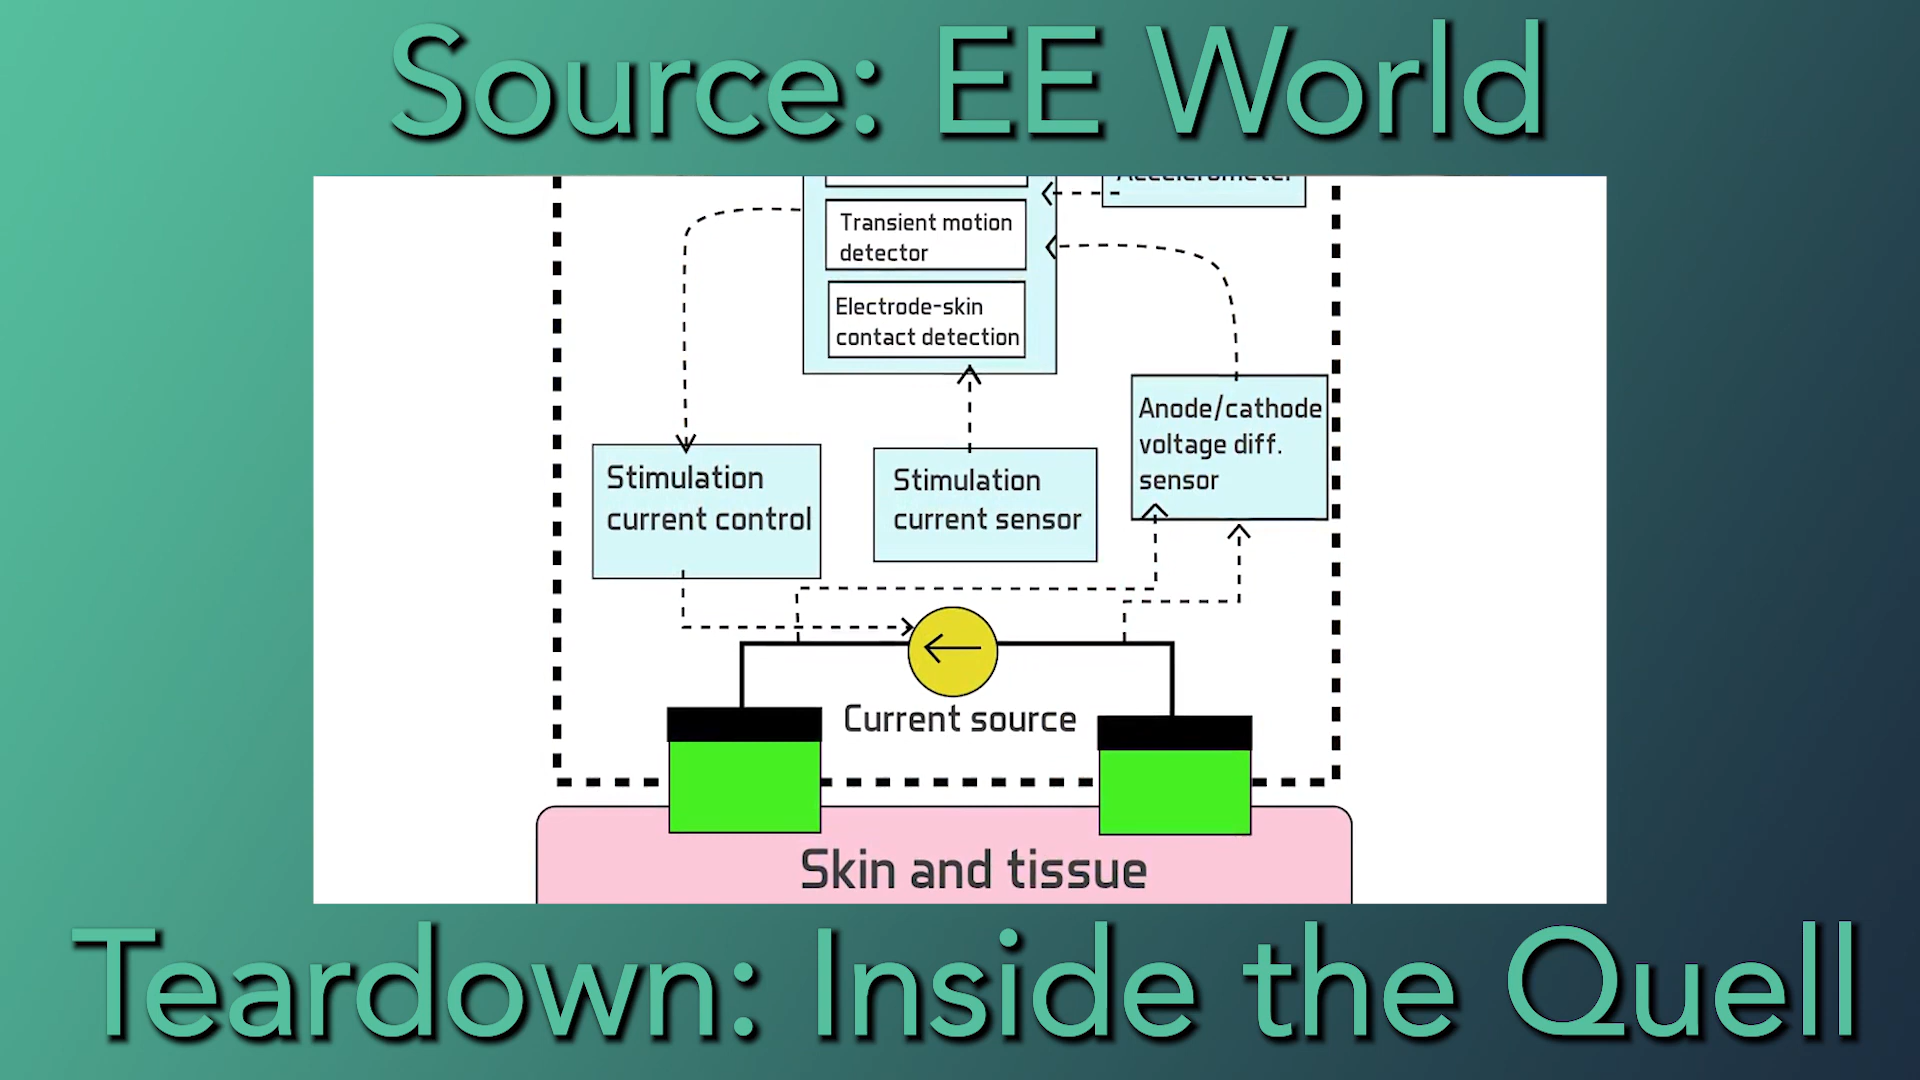 Source: EE World
Accelerometer
Transient motion
detector
Electrode-skin
contact detection
Anode/cathode
voltage diff.
sensor
Stimulation
current control
Stimulation
current sensor
Current source
Skin and tissue
Teardown: Inside the Quell